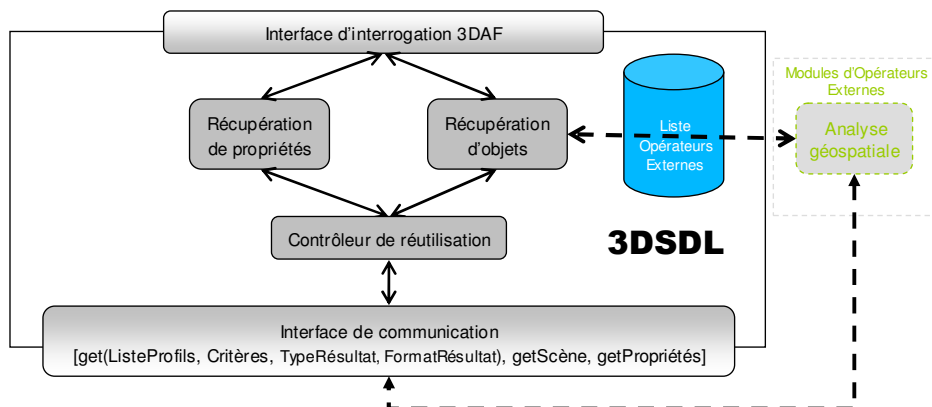 Interface d'interrogation 3DAF
Modules d'Opérateurs
Externes
Récupération
de propriétés
Récupération
d'objets
Liste
Opérateurs
Externes
Analyse
géospatiale
Contrôleur de réutilisation
3DSDL
Interface de communication
[get(ListeProfils, Critères, TypeRésultat, FormatRésultat), getScène, getPropriétés]